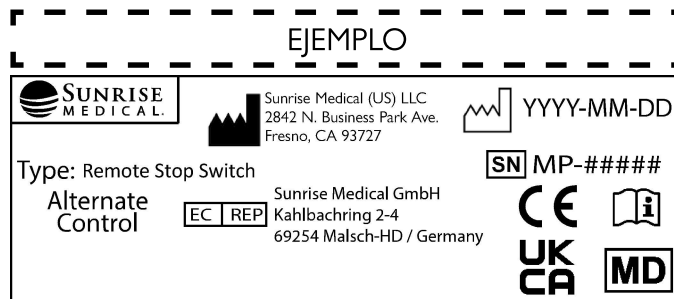 EJEMPLO
SUNRISE
MEDICAL.
Sunrise Medical (US) LLC
2842 N. Business Park Ave.
Fresno, CA 93727
YYYY-MM-DD
Type: Remote Stop Switch
SN MP-#####
Alternate
Control
EC REP
Sunrise Medical GmbH
Kahlbachring 2-4
69254 Malsch-HD / Germany
CE
i
UK
CA
MD